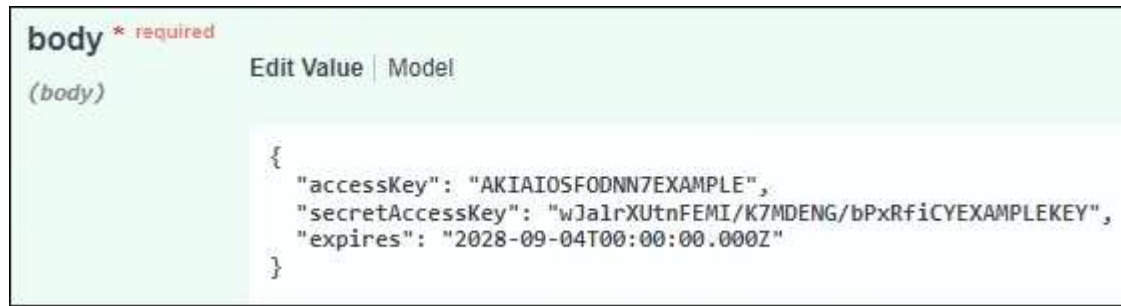 body * required
Edit Value | Model
(body)
{
"accessKey": "AKIAIOSFODNN7EXAMPLE",
"secretAccessKey": "wJalrXUtnFEMI/K7MDENG/bPxRfiCYEXAMPLEKEY",
"expires": "2028-09-04T00:00:00.000Z"
}